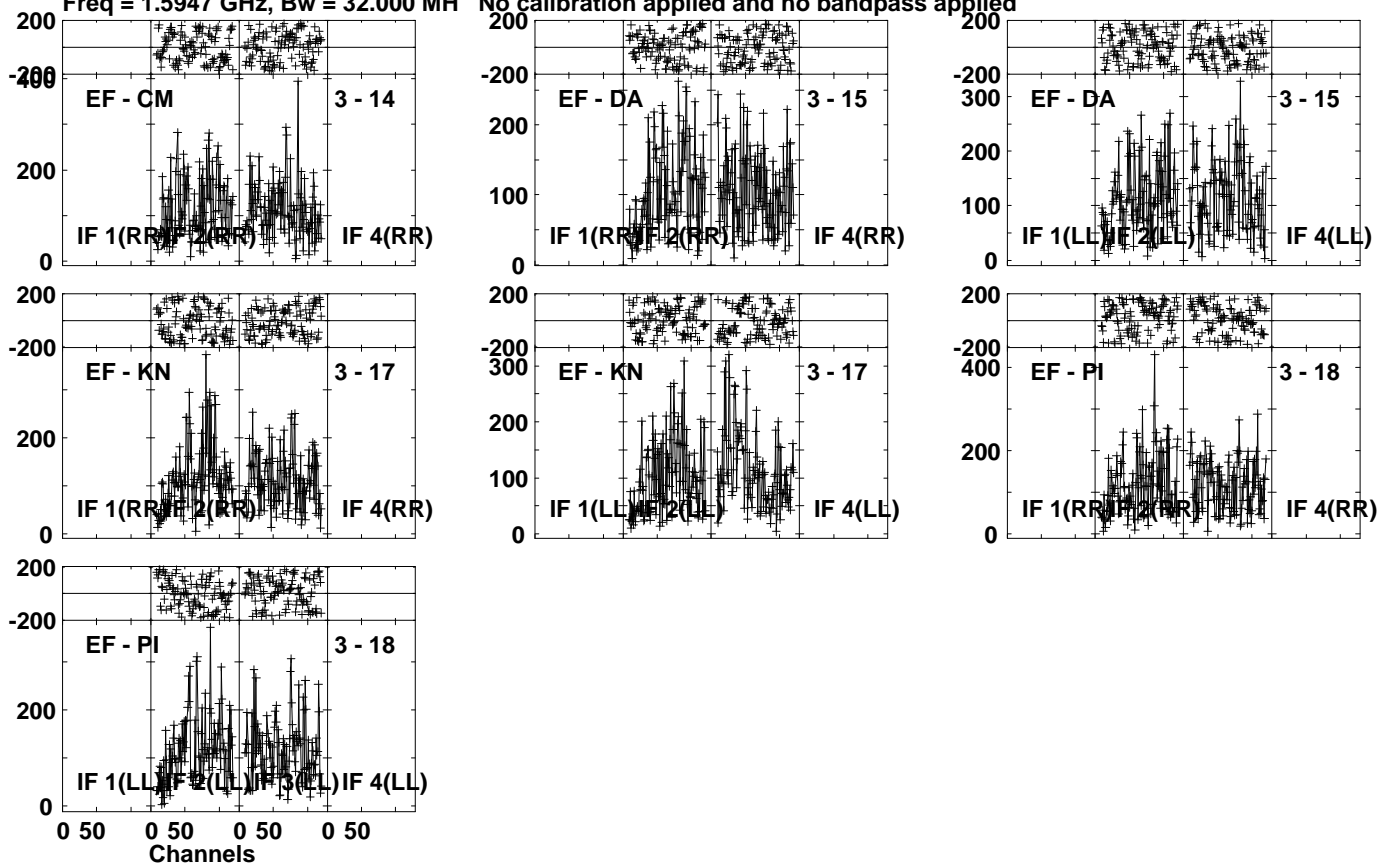 Freq = 1.5947 GHz, Bw = 32.000 MH No calibration applied and no bandpass applied
200
-200
400
EF - CM 3 - 14
200
IF 1(RR) IF 2(RR) IF 4(RR)
0
EF - DA 3 - 15
200
100
IF 1(RR) IF 2(RR) IF 4(RR)
0
200
-200
300
EF - DA 3 - 15
200
100
IF 1(LL) IF 2(LL) IF 4(LL)
0
200
-200
EF - KN 3 - 17
200
IF 1(RR) IF 2(RR) IF 4(RR)
0
200
-200
300
EF - KN 3 - 17
200
100
IF 1(LL) IF 2(LL) IF 4(LL)
0
200
-200
400
EF - PI 3 - 18
200
IF 1(RR) IF 2(RR) IF 4(RR)
0
200
-200
EF - PI 3 - 18
200
IF 1(LL) IF 2(LL) IF 3(LL) IF 4(LL)
0
0 50 0 50 0 50 0 50
Channels